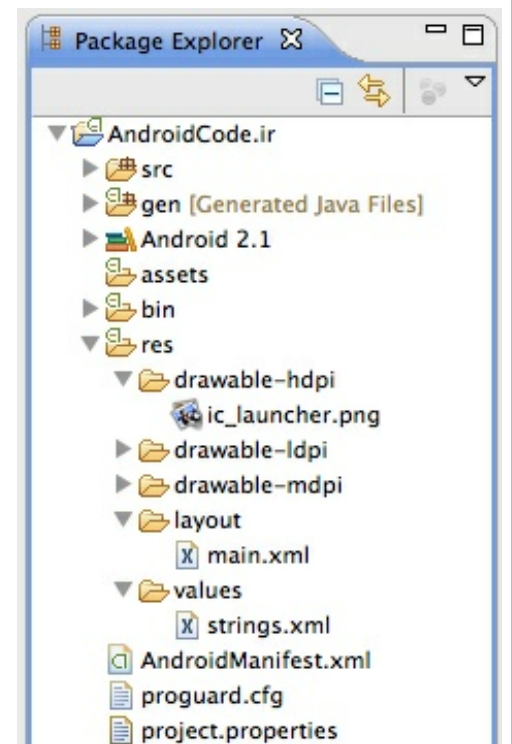 Package Explorer
AndroidCode.ir
src
gen [Generated Java Files]
Android 2.1
assets
bin
res
drawable-hdpi
ic_launcher.png
drawable-ldpi
drawable-mdpi
layout
main.xml
values
strings.xml
AndroidManifest.xml
proguard.cfg
project.properties